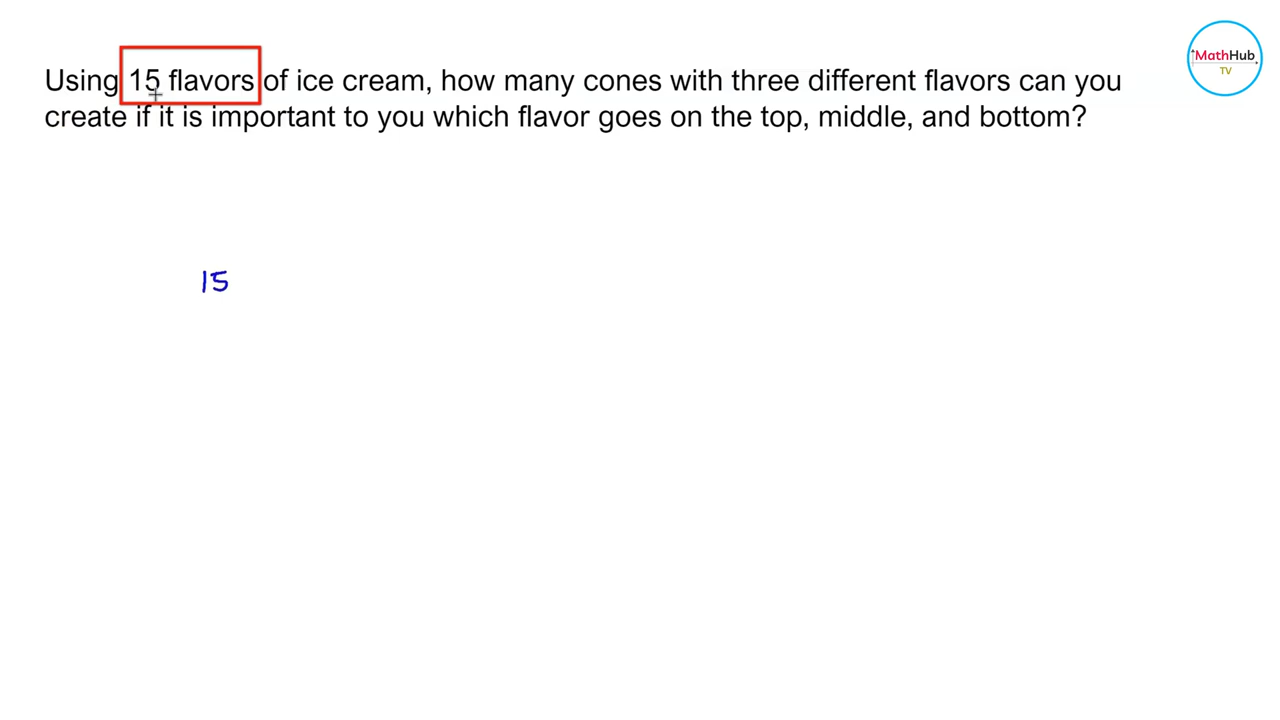 MathHub
TV
Using 15 flavors of ice cream, how many cones with three different flavors can you
create if it is important to you which flavor goes on the top, middle, and bottom?
15